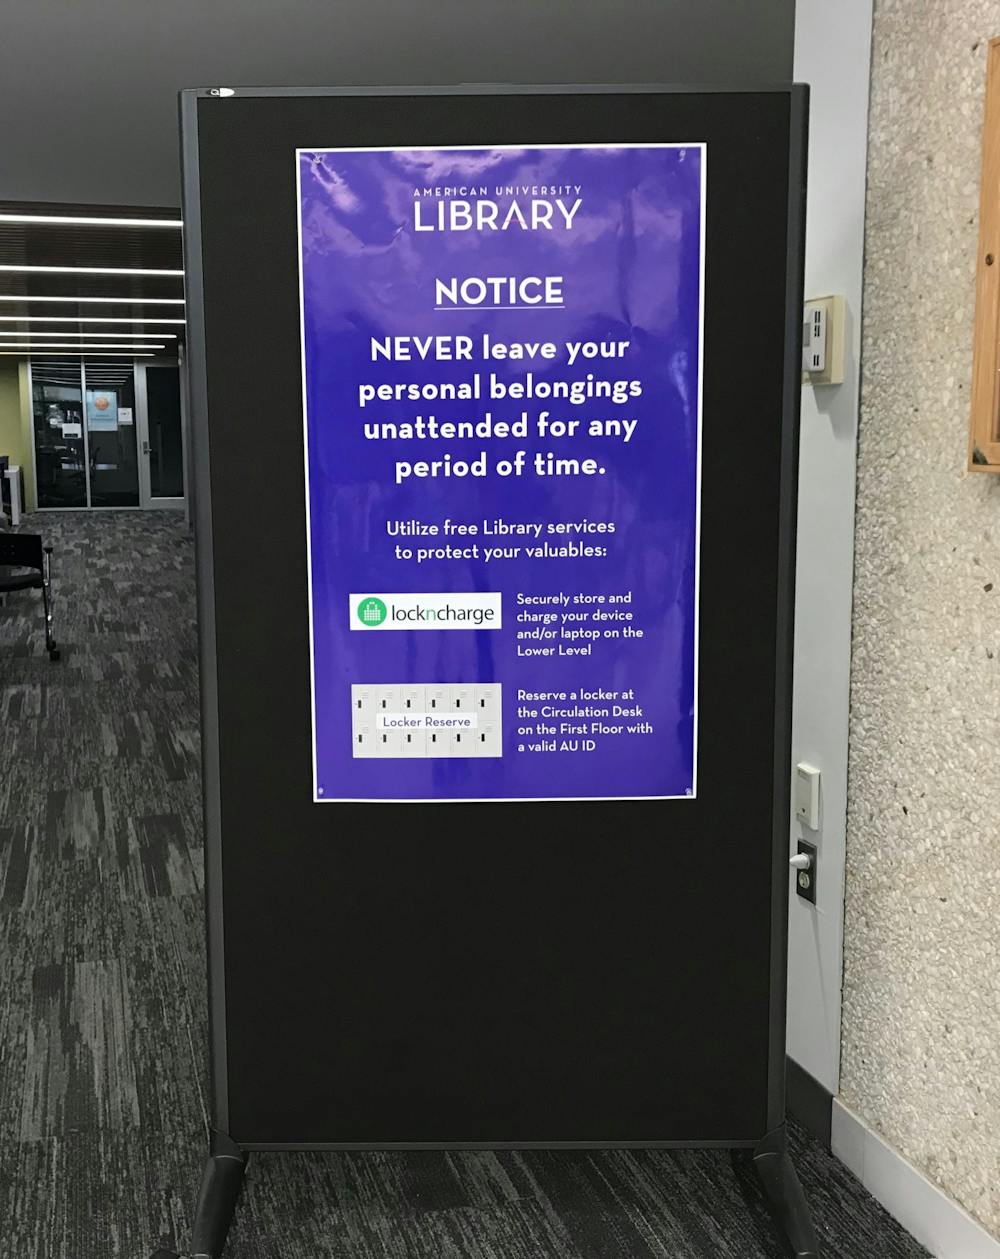 AMERICAN UNIVERSITY
LIBRARY
NOTICE
NEVER leave your
personal belongings
unattended for any
period of time.
Utilize free Library services
to protect your valuables:
lockncharge
Securely store and
charge your device
and/or laptop on the
Lower Level
Locker Reserve
Reserve a locker at
the Circulation Desk
on the First Floor with
a valid AU ID